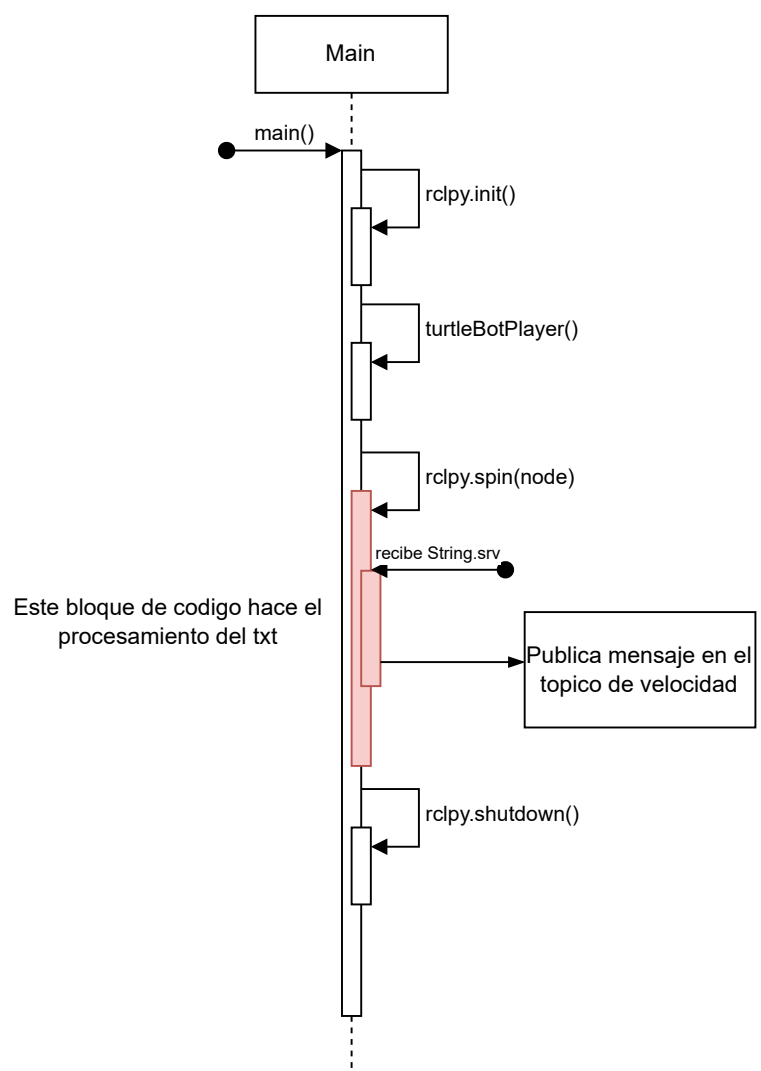 Main
main()
rclpy.init()
turtleBotPlayer()
rclpy.spin(node)
recibe String.srv
Este bloque de codigo hace el
procesamiento del txt
Publica mensaje en el
topico de velocidad
rclpy.shutdown()